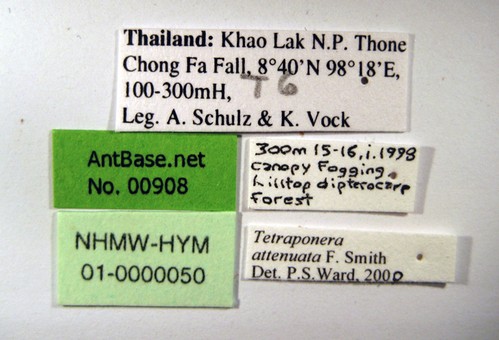 Thailand: Khao Lak N.P. Thone
Chong Fa Fall, 8°40'N 98°18'E,
100-300mH, T6
Leg. A. Schulz & K. Vock
AntBase.net
No. 00908
300m 15-16,i.1998
canopy Fogging
hilltop dipterocarp
Forest
NHMW-HYM
01-0000050
Tetraponera
attenuata F. Smith
Det. P.S.Ward, 2000